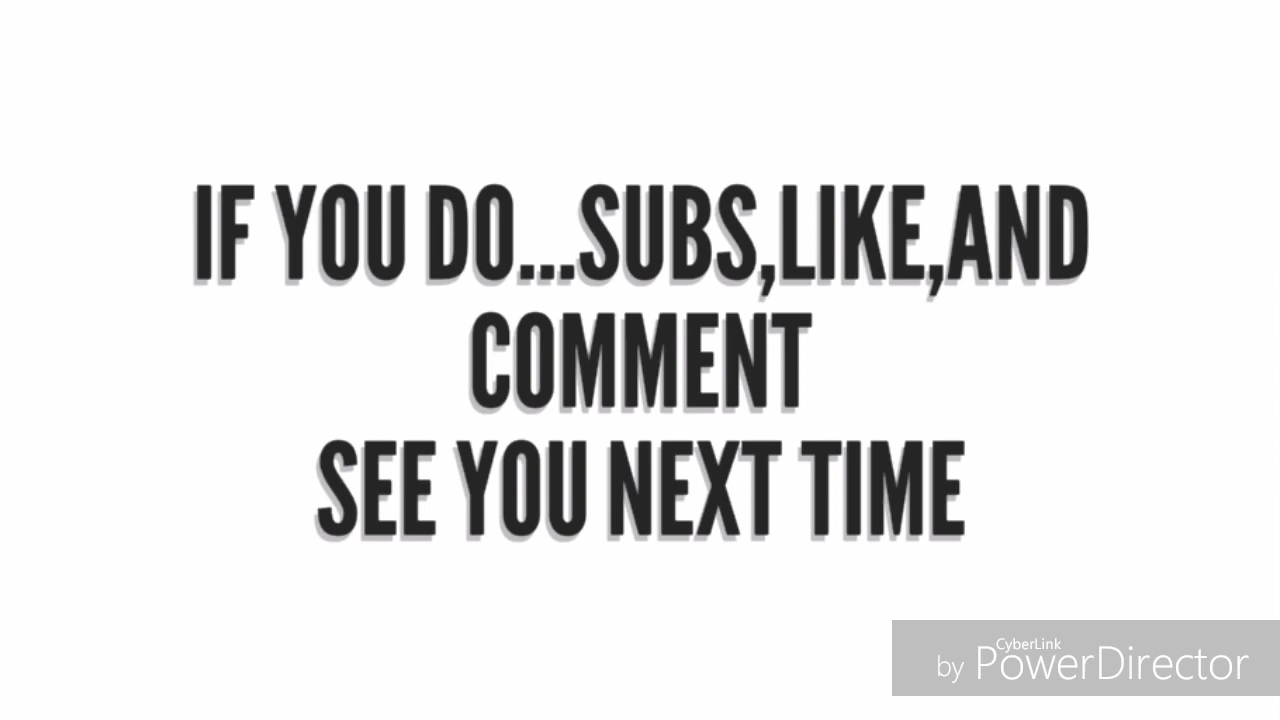 IF YOU DO...SUBS,LIKE,AND
COMMENT
SEE YOU NEXT TIME
CyberLink
by PowerDirector